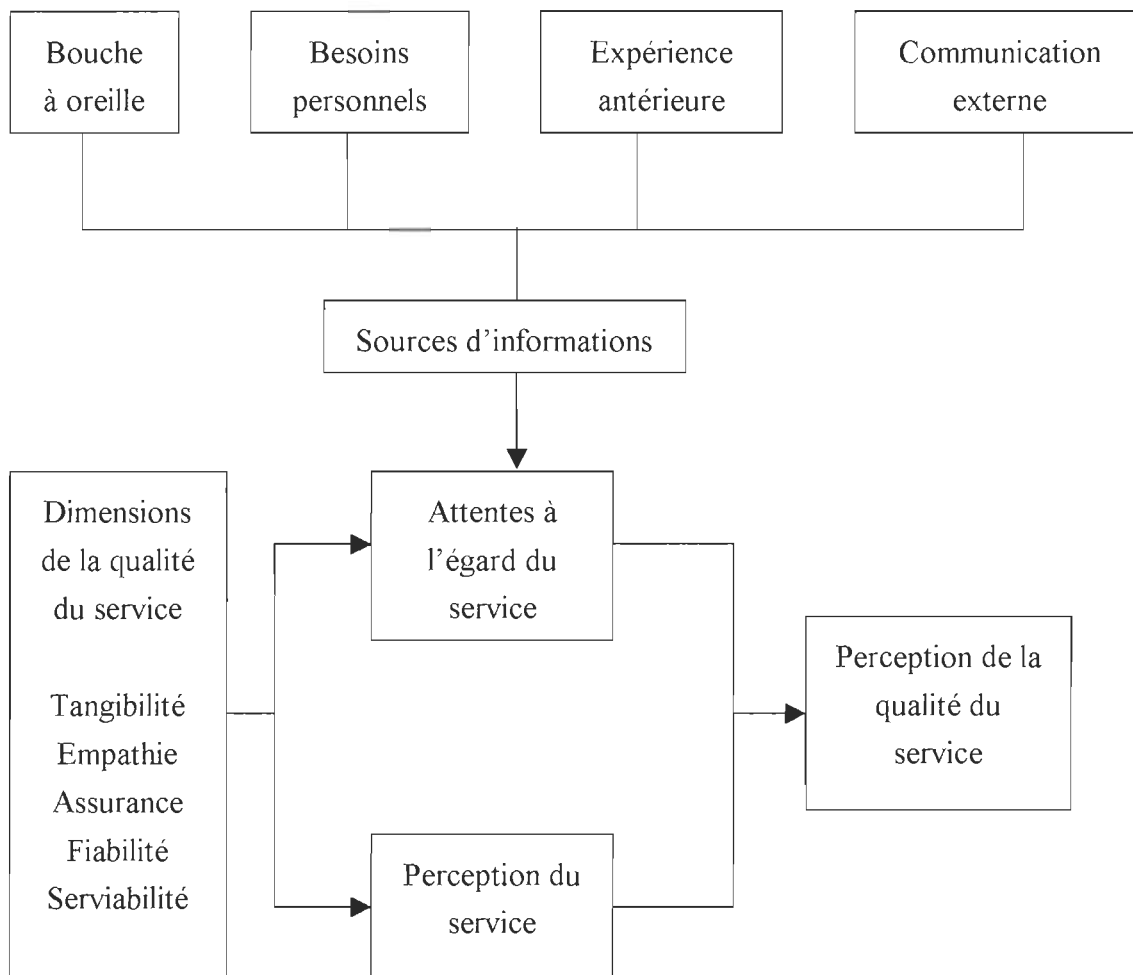 Bouche
à oreille
Besoins
personnels
Expérience
antérieure
Communication
externe
Sources d'informations
Dimensions
de la qualité
du service
Tangibilité
Empathie
Assurance
Fiabilité
Serviabilité
Attentes à
l'égard du
service
Perception du
service
Perception de la
qualité du
service